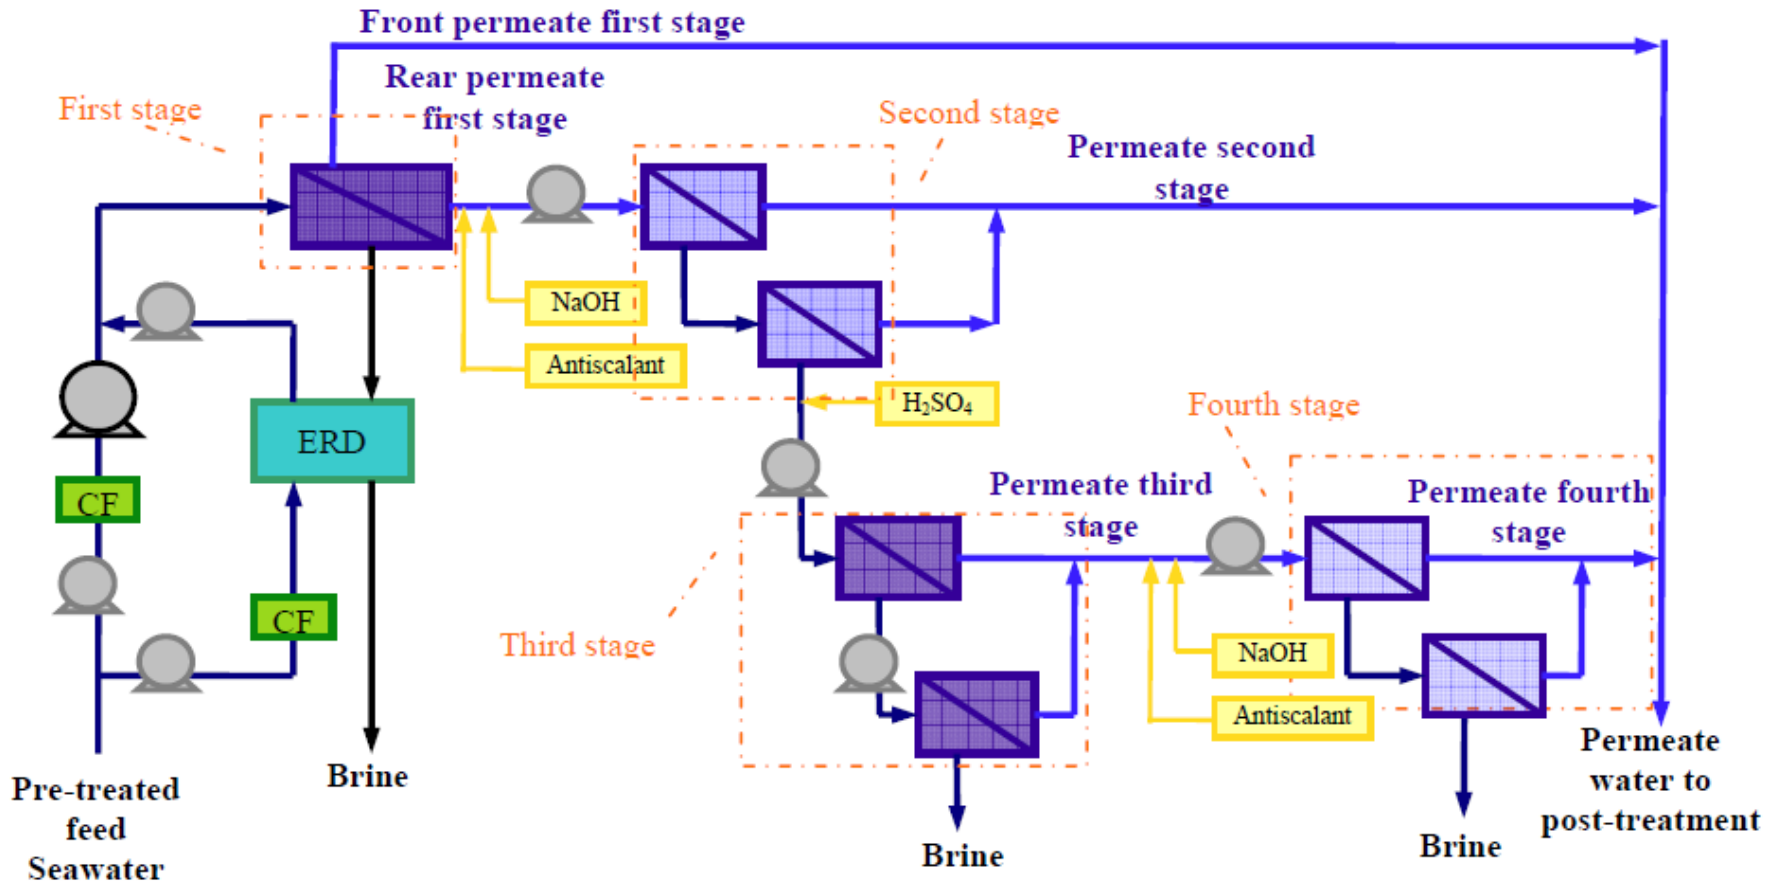 Front permeate first stage
Rear permeate
first stage
First stage
Second stage
Permeate second
stage
NaOH
Antiscalant
H₂SO₄
ERD
CF
CF
Fourth stage
Permeate third
stage
Permeate fourth
stage
Third stage
NaOH
Antiscalant
Brine
Pre-treated
feed
Seawater
Brine
Brine
Permeate
water to
post-treatment